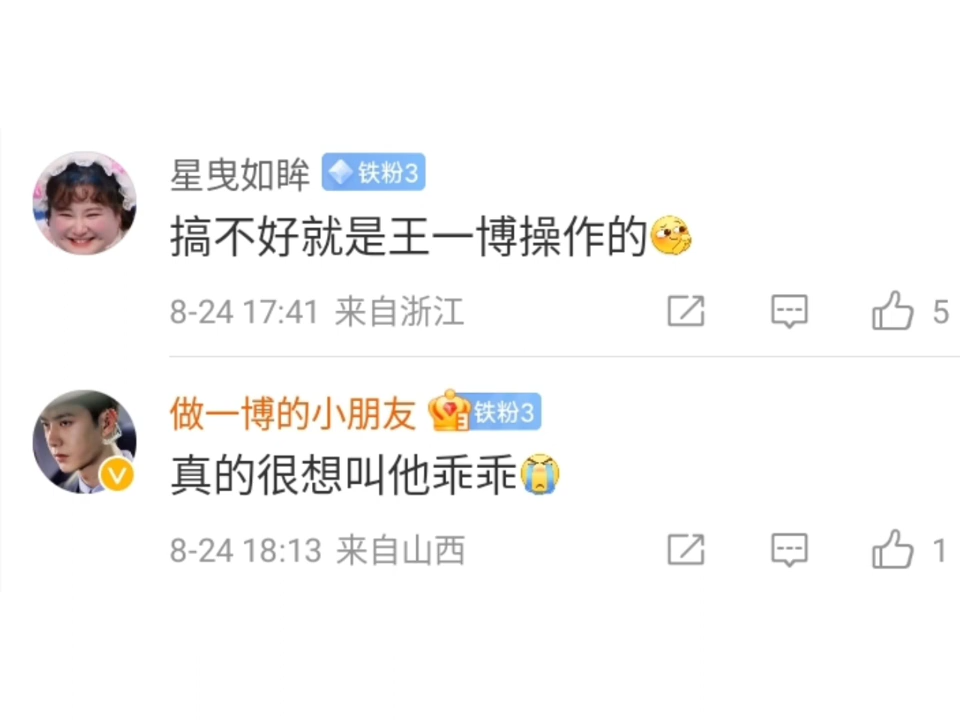 星曳如眸 铁粉3
搞不好就是王一博操作的
8-24 17:41 来自浙江 5
做一博的小朋友 铁粉3
真的很想叫他乖乖
8-24 18:13 来自山西 1